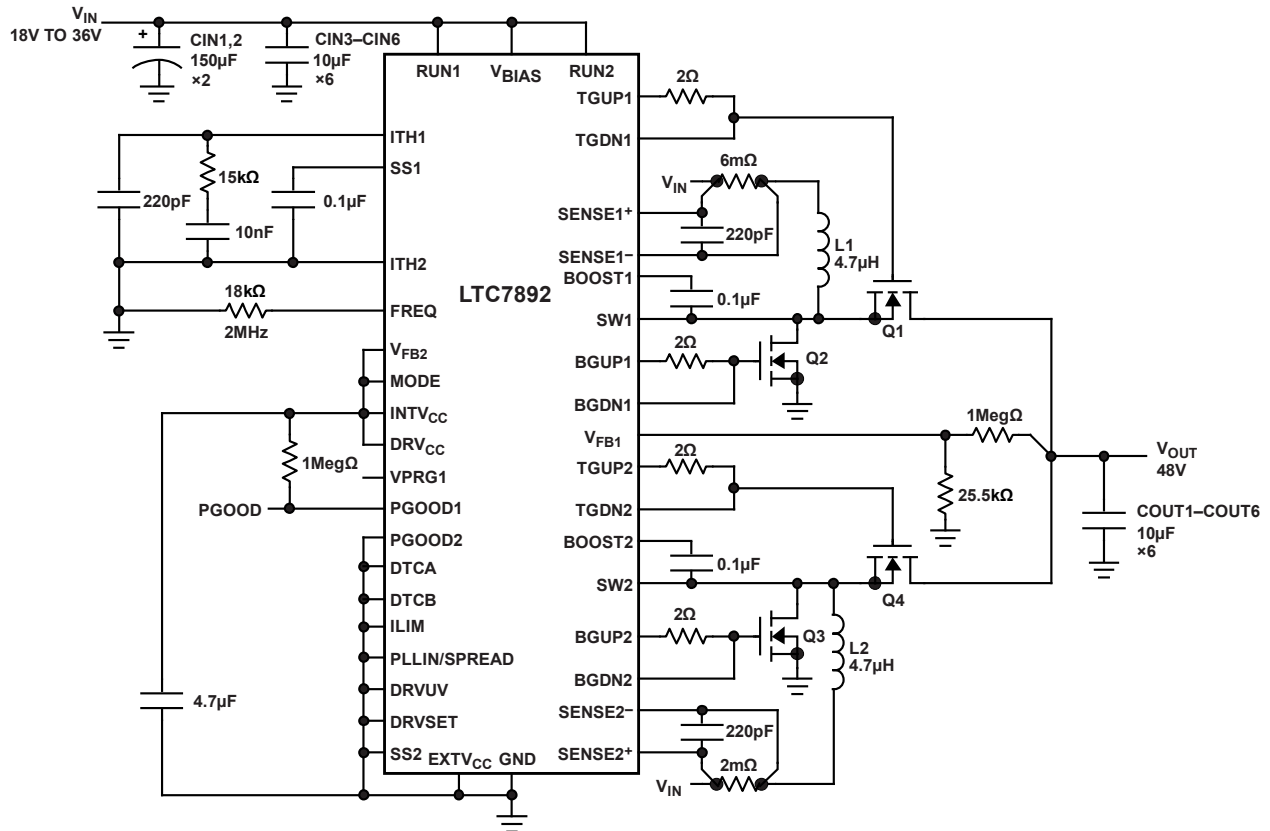 VIN
18V TO 36V
+
CIN1,2
150µF
×2
CIN3–CIN6
10µF
×6
RUN1
VBIAS
RUN2
TGUP1
2Ω
TGDN1
ITH1
SS1
15kΩ
220pF
0.1µF
10nF
VIN
6mΩ
SENSE1+
220pF
SENSE1–
L1
4.7µH
BOOST1
0.1µF
ITH2
LTC7892
18kΩ
FREQ
2MHz
SW1
Q1
BGUP1
2Ω
Q2
BGDN1
VFB2
MODE
INTVCC
DRVCC
1MegΩ
VPRG1
PGOOD
PGOOD1
VFB1
1MegΩ
VOUT
48V
TGUP2
2Ω
25.5kΩ
TGDN2
COUT1–COUT6
10µF
×6
PGOOD2
DTCA
DTCB
ILIM
PLLIN/SPREAD
DRVUV
DRVSET
SS2
4.7µF
EXTVCC
GND
BOOST2
0.1µF
SW2
Q4
BGUP2
2Ω
Q3
L2
4.7µH
BGDN2
SENSE2–
220pF
SENSE2+
2mΩ
VIN